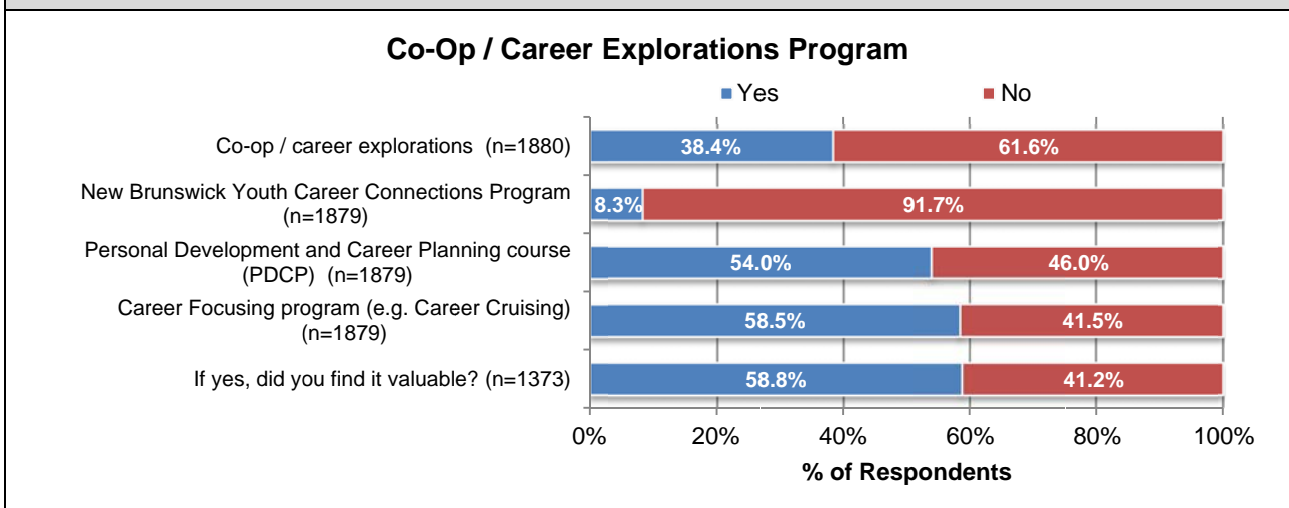 Co-Op / Career Explorations Program
Yes No
Co-op / career explorations (n=1880) 38.4% 61.6%
New Brunswick Youth Career Connections Program
(n=1879) 8.3% 91.7%
Personal Development and Career Planning course
(PDCP) (n=1879) 54.0% 46.0%
Career Focusing program (e.g. Career Cruising)
(n=1879) 58.5% 41.5%
If yes, did you find it valuable? (n=1373) 58.8% 41.2%
0% 20% 40% 60% 80% 100%
% of Respondents